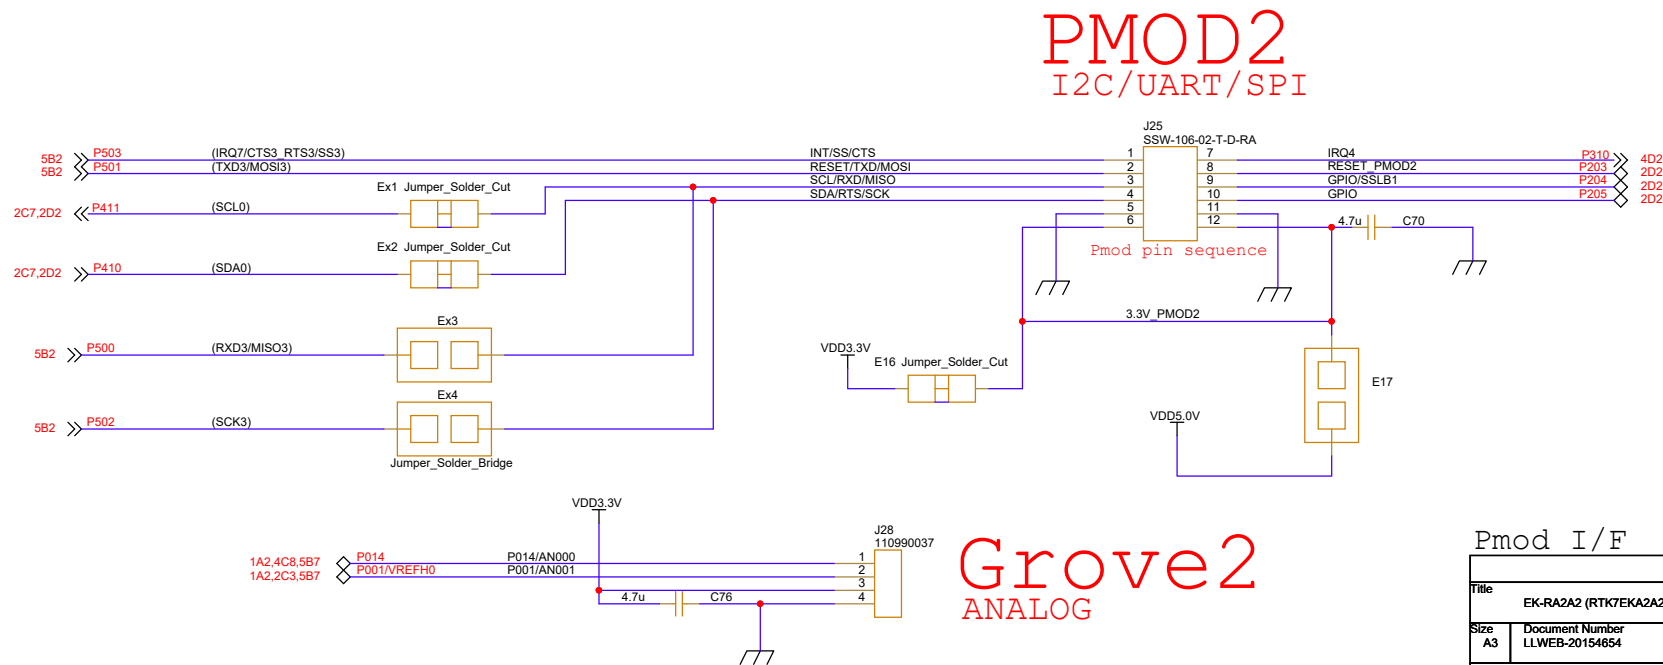 PMOD2
I2C/UART/SPI
J25
SSW-106-02-T-D-RA
5B2 P503 (IRQ7/CTS3_RTS3/SS3) INT/SS/CTS 1 7 IRQ4 P310 4D2
5B2 P501 (TXD3/MOSI3) RESET/TXD/MOSI 2 8 RESET_PMOD2 P203 2D2
SCL/RXD/MISO 3 9 GPIO/SSLB1 P204 2D2
Ex1 Jumper_Solder_Cut SDA/RTS/SCK 4 10 GPIO P205 2D2
2C7,2D2 P411 (SCL0) 5 11
6 12 4.7u C70
Ex2 Jumper_Solder_Cut Pmod pin sequence
2C7,2D2 P410 (SDA0)
3.3V_PMOD2
Ex3
5B2 P500 (RXD3/MISO3)
VDD3.3V
E16 Jumper_Solder_Cut
E17
Ex4
5B2 P502 (SCK3)
VDD5.0V
Jumper_Solder_Bridge
VDD3.3V
J28
110990037
1A2,4C8,5B7 P014 P014/AN000 1
1A2,2C3,5B7 P001/VREFH0 P001/AN001 2
3
4.7u C76 4
Grove2
ANALOG
Pmod I/F
Title
EK-RA2A2 (RTK7EKA2A2
Size Document Number
A3 LLWEB-20154654